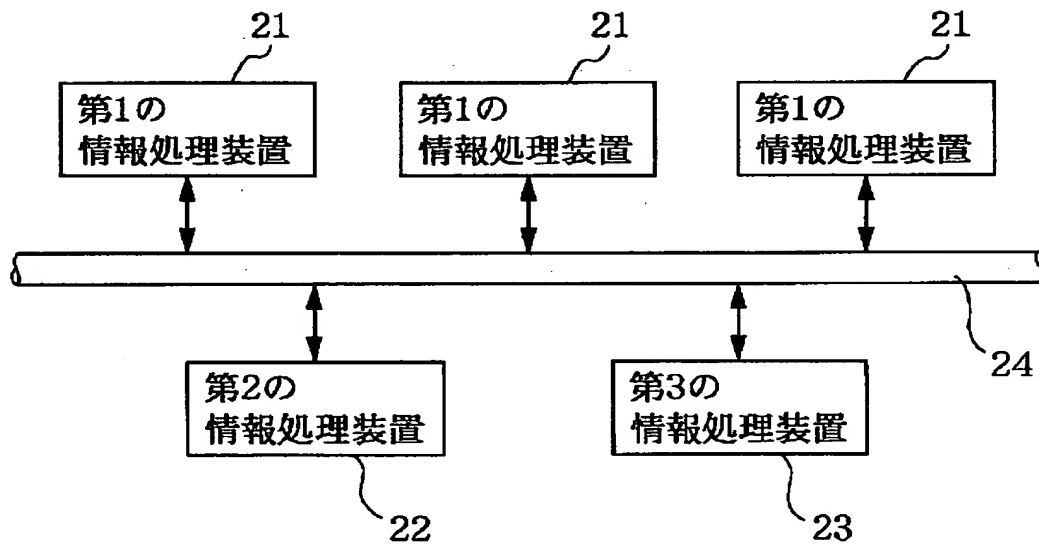 21
21
21
第1の
情報処理装置
第1の
情報処理装置
第1の
情報処理装置
24
第2の
情報処理装置
第3の
情報処理装置
22
23